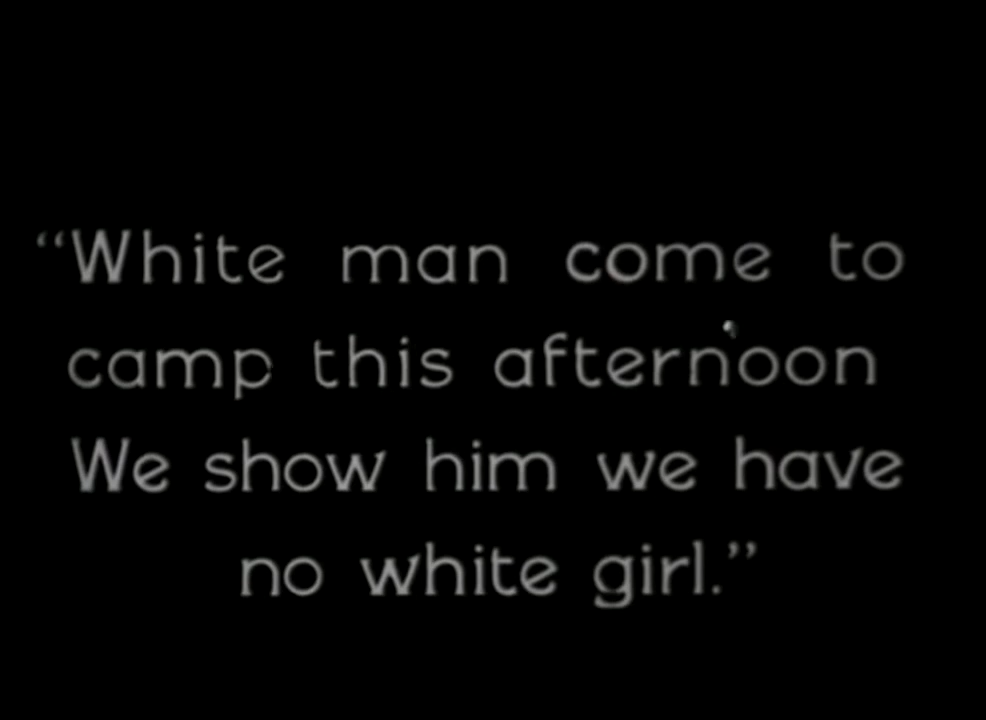 “White man come to
camp this afternoon
We show him we have
no white girl.”